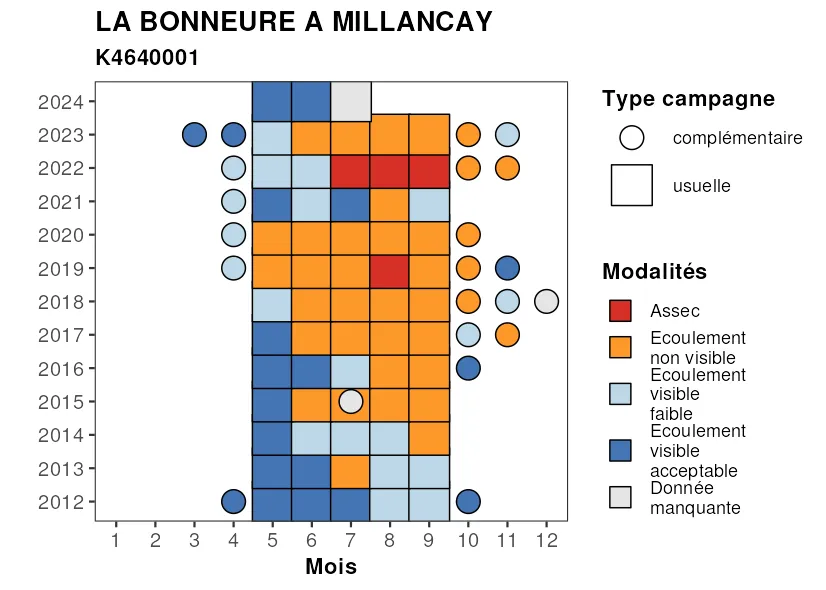 LA BONNEURE A MILLANCAY
K4640001
2024
2023
2022
2021
2020
2019
2018
2017
2016
2015
2014
2013
2012
1 2 3 4 5 6 7 8 9 10 11 12
Mois
Type campagne
complémentaire
usuelle
Modalités
Assec
Ecoulement
non visible
Ecoulement
visible
faible
Ecoulement
visible
acceptable
Donnée
manquante